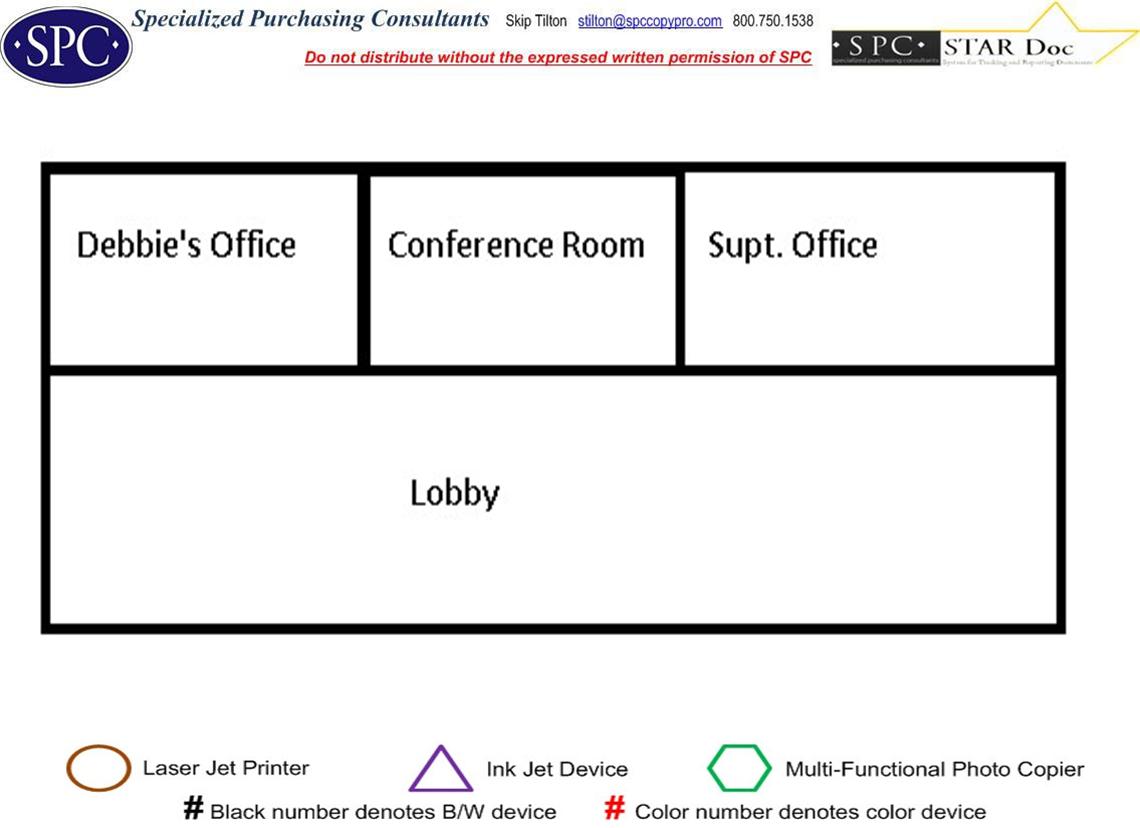 SPC
Specialized Purchasing Consultants Skip Tilton stilton@spccopypro.com 800.750.1538
Do not distribute without the expressed written permission of SPC
· SPC · STAR Doc
specialized purchasing consultants System for Tracking and Reporting Documents
Debbie's Office Conference Room Supt. Office
Lobby
Laser Jet Printer Ink Jet Device Multi-Functional Photo Copier
# Black number denotes B/W device # Color number denotes color device